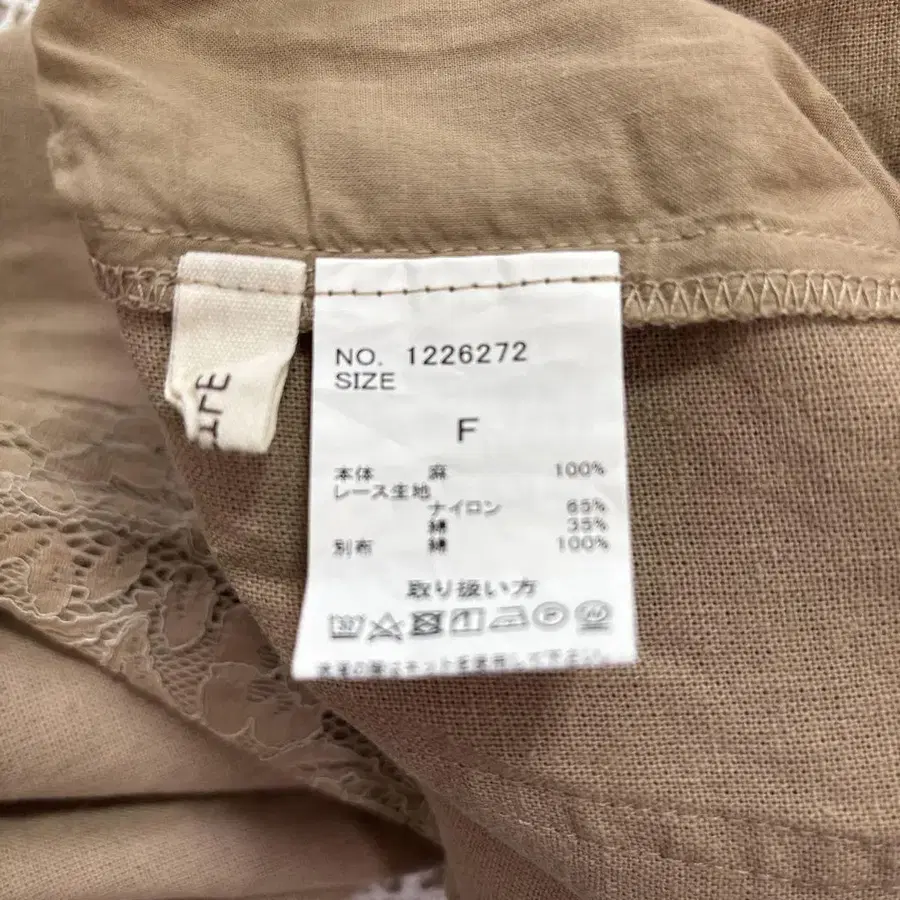 NO. 1226272
SIZE
F
本体 麻 100%
レース生地
ナイロン 65%
綿 35%
別布 綿 100%
取り扱い方